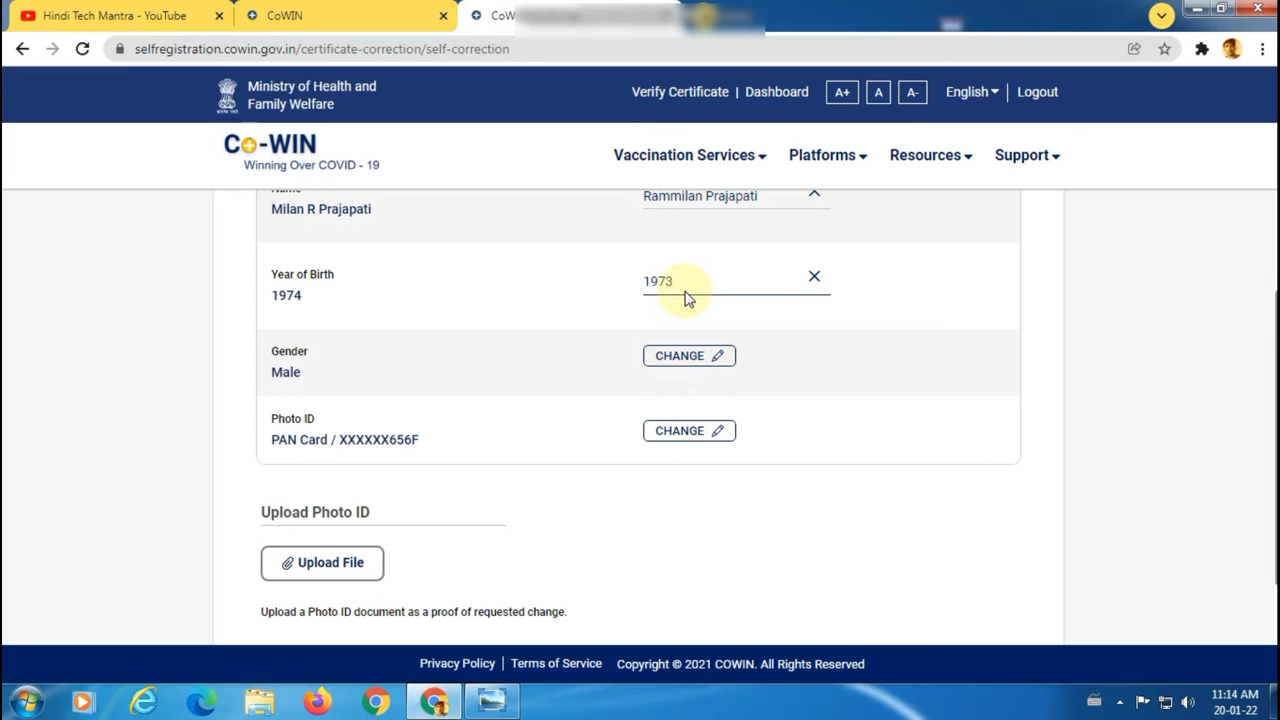 Hindi Tech Mantra - YouTube
CoWIN
CoW
selfregistration.cowin.gov.in/certificate-correction/self-correction
Ministry of Health and
Family Welfare
Verify Certificate | Dashboard
A+
A
A-
English
Logout
Co-WIN
Winning Over COVID - 19
Vaccination Services
Platforms
Resources
Support
Name
Milan R Prajapati
Rammilan Prajapati
Year of Birth
1974
1973
Gender
Male
CHANGE
Photo ID
PAN Card / XXXXXX656F
CHANGE
Upload Photo ID
Upload File
Upload a Photo ID document as a proof of requested change.
Privacy Policy | Terms of Service Copyright © 2021 COWIN. All Rights Reserved
11:14 AM
20-01-22